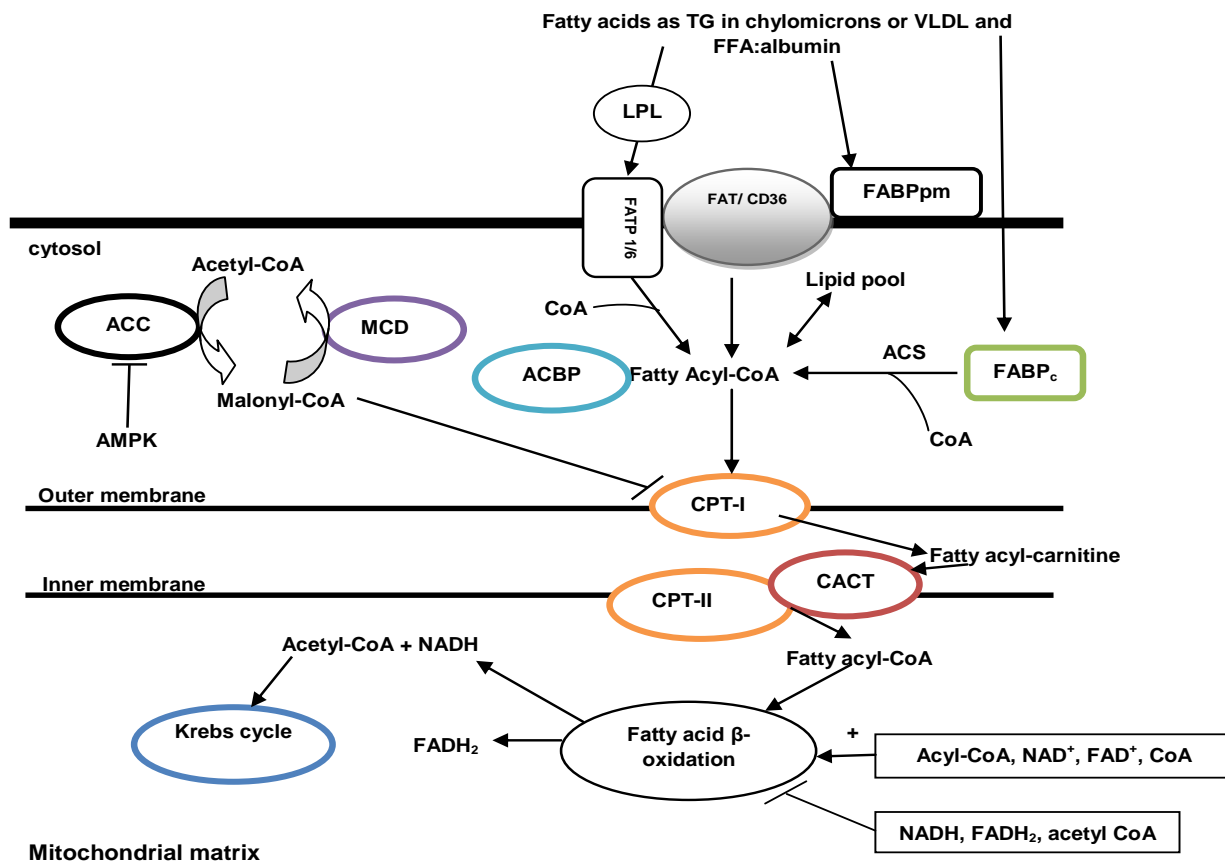 Fatty acids as TG in chylomicrons or VLDL and
FFA:albumin
LPL
FATP 1/6
FAT/ CD36
FABPpm
cytosol
Acetyl-CoA
Lipid pool
CoA
ACC
MCD
ACS
ACBP
Fatty Acyl-CoA
FABPc
Malonyl-CoA
AMPK
CoA
Outer membrane
CPT-I
Fatty acyl-carnitine
Inner membrane
CACT
CPT-II
Acetyl-CoA + NADH
Fatty acyl-CoA
Krebs cycle
FADH₂
Fatty acid β-
oxidation
+
Acyl-CoA, NAD⁺, FAD⁺, CoA
NADH, FADH₂, acetyl CoA
Mitochondrial matrix